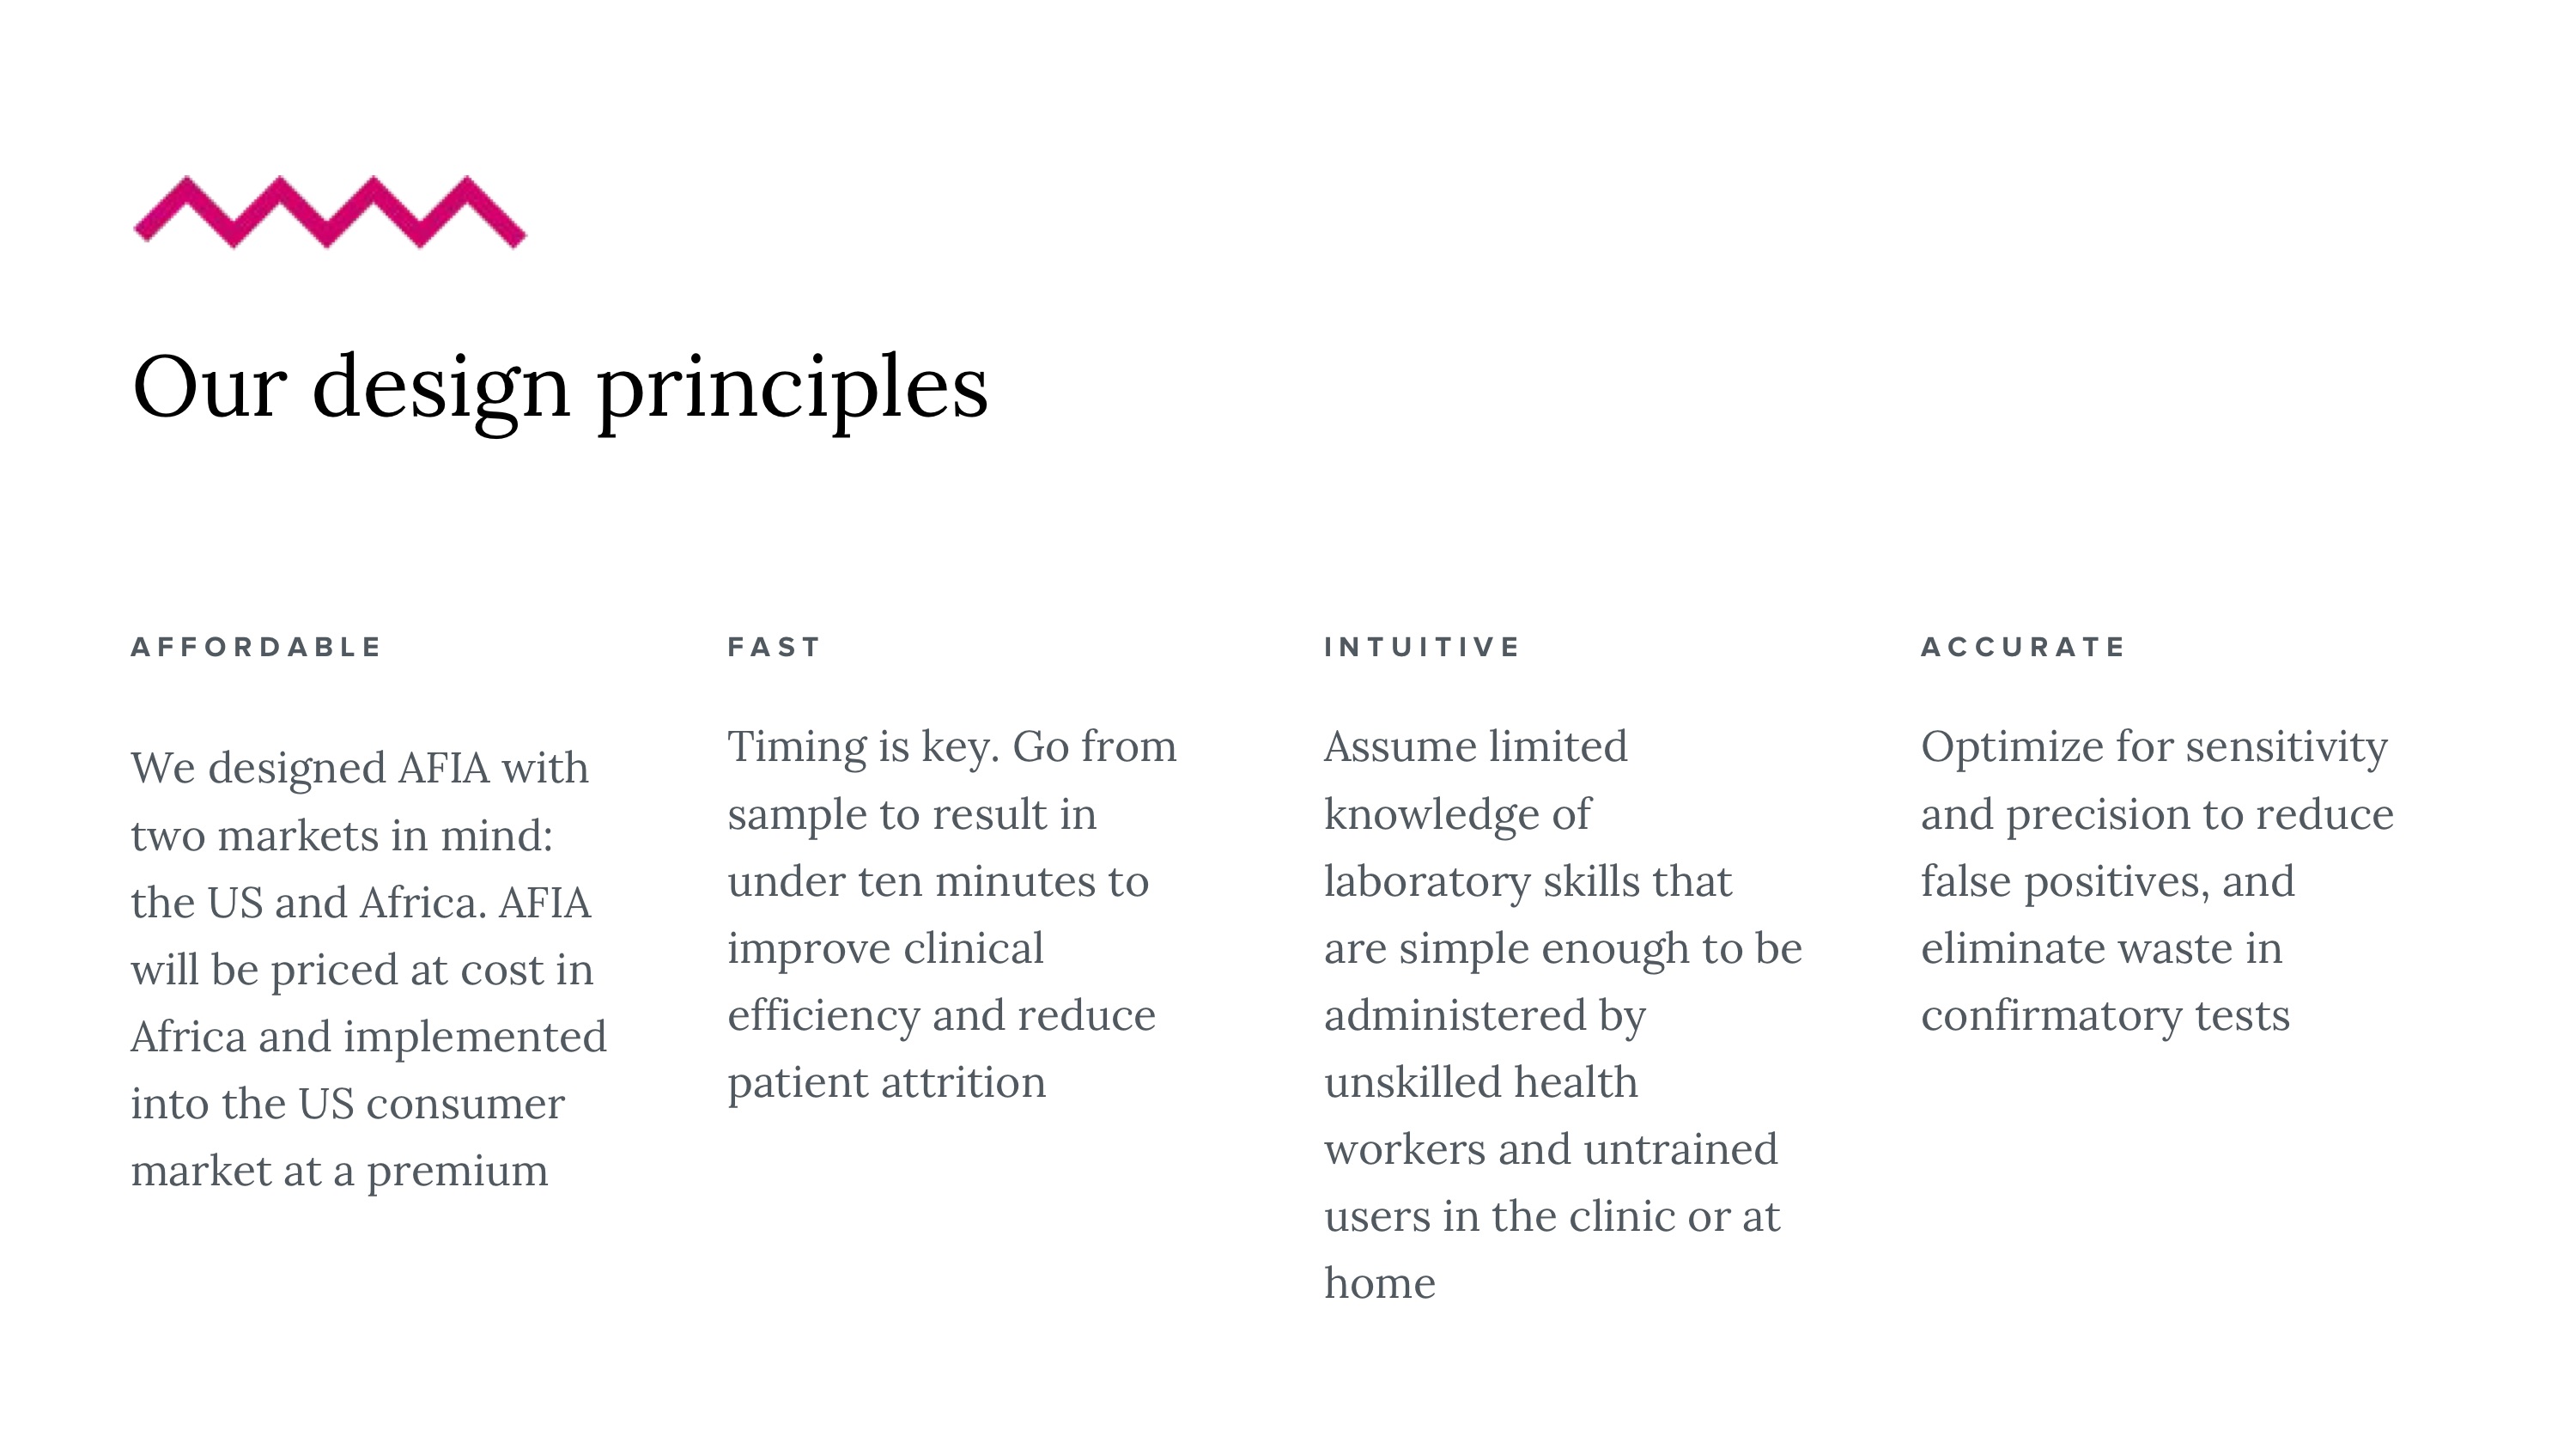 Our design principles
AFFORDABLE
We designed AFIA with
two markets in mind:
the US and Africa. AFIA
will be priced at cost in
Africa and implemented
into the US consumer
market at a premium
FAST
Timing is key. Go from
sample to result in
under ten minutes to
improve clinical
efficiency and reduce
patient attrition
INTUITIVE
Assume limited
knowledge of
laboratory skills that
are simple enough to be
administered by
unskilled health
workers and untrained
users in the clinic or at
home
ACCURATE
Optimize for sensitivity
and precision to reduce
false positives, and
eliminate waste in
confirmatory tests